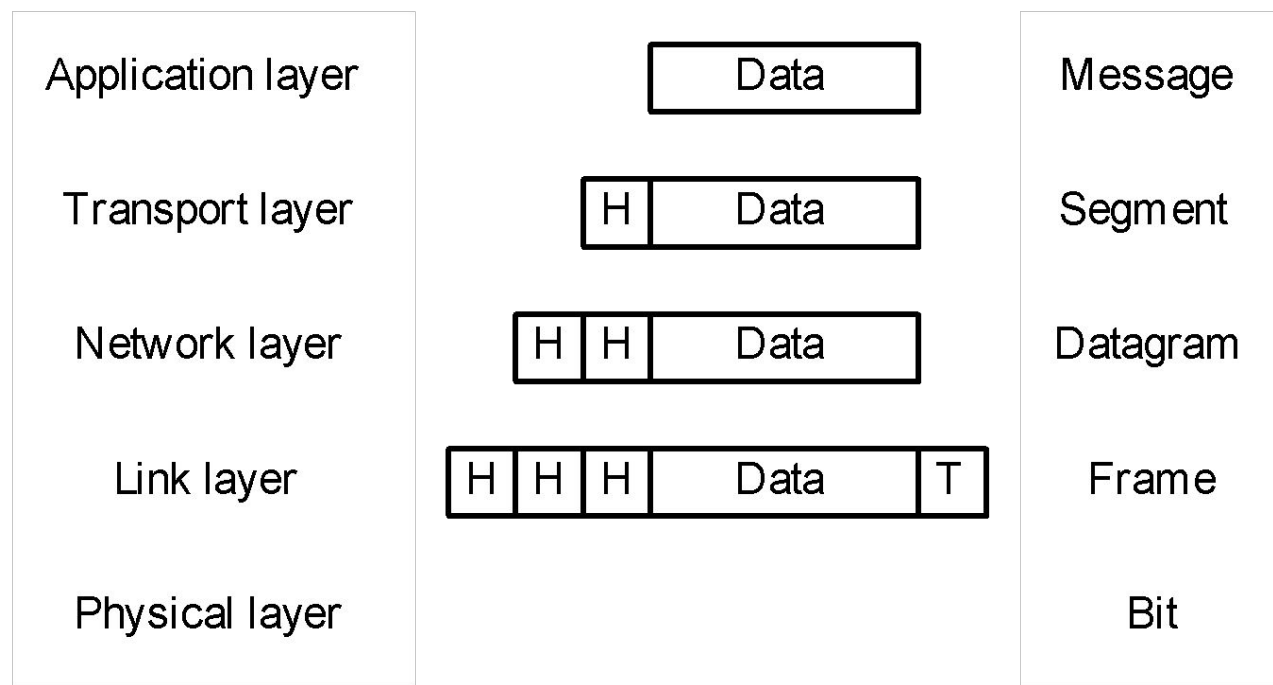 Application layer Data Message
Transport layer H Data Segment
Network layer H H Data Datagram
Link layer H H H Data T Frame
Physical layer Bit